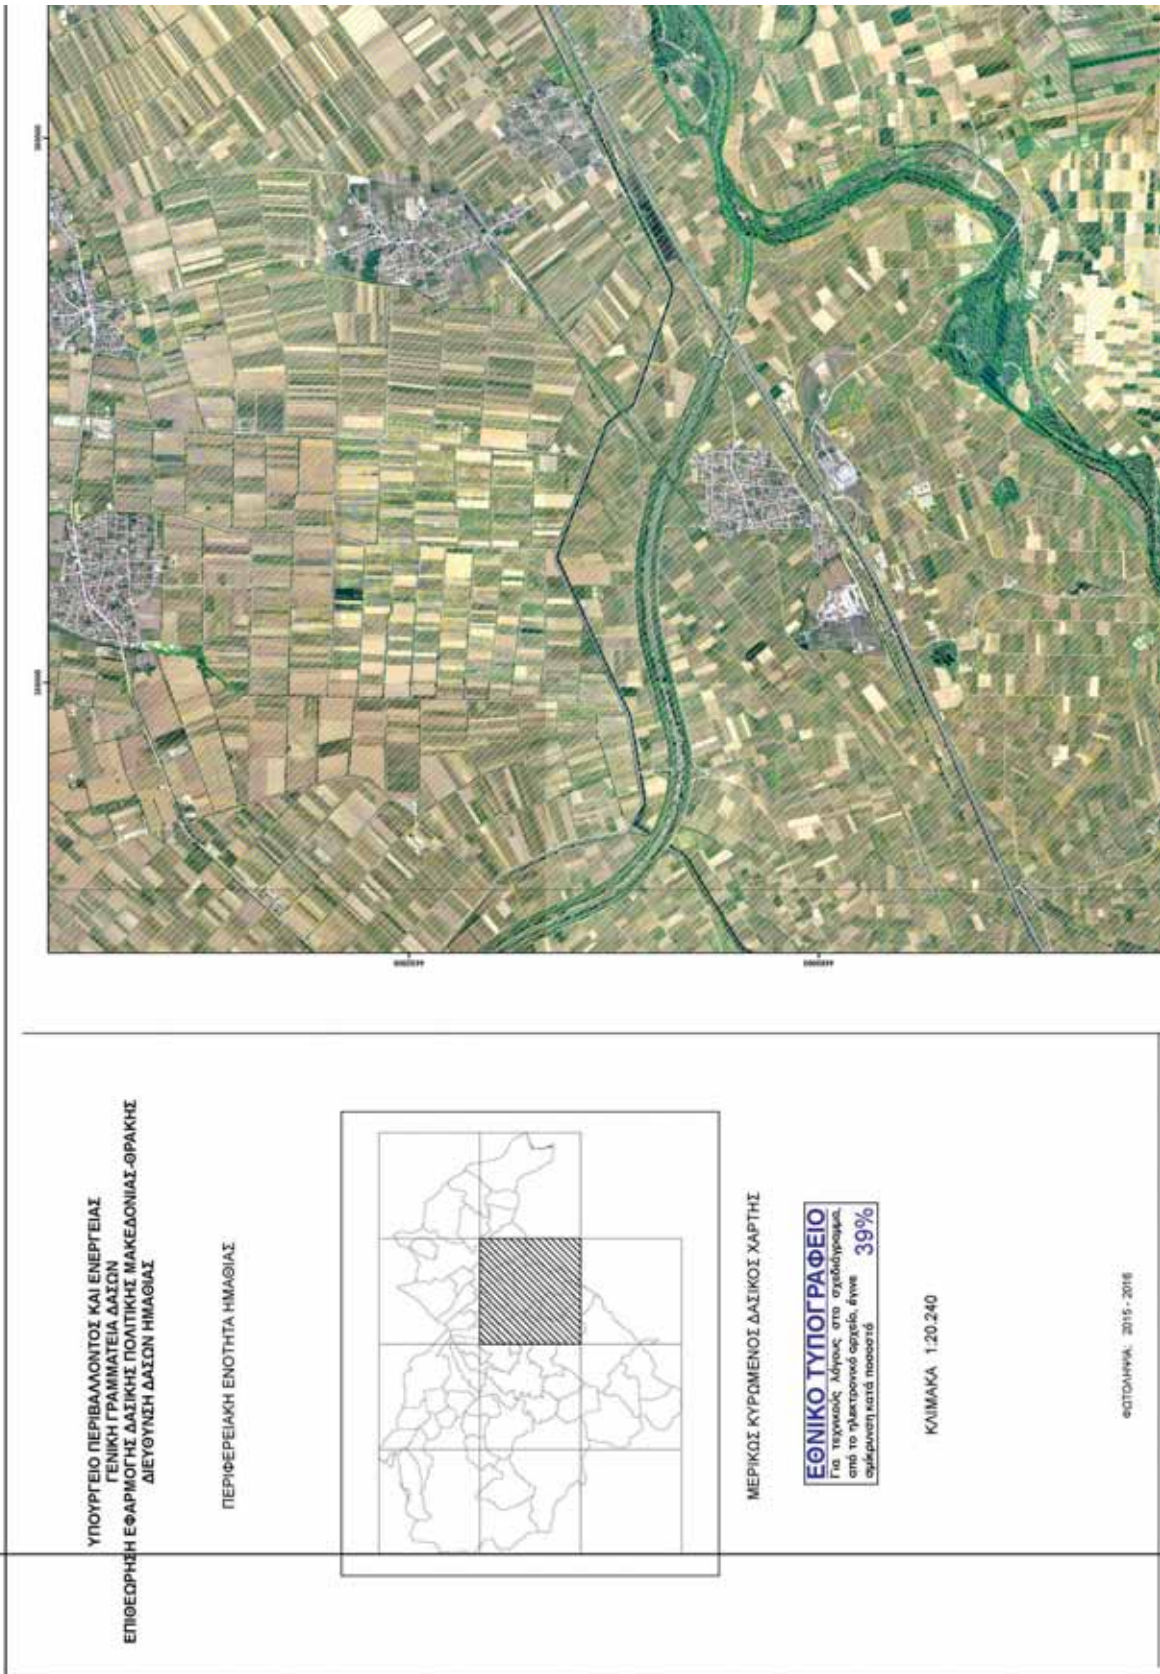 ΥΠΟΥΡΓΕΙΟ ΠΕΡΙΒΑΛΛΟΝΤΟΣ ΚΑΙ ΕΝΕΡΓΕΙΑΣ
ΓΕΝΙΚΗ ΓΡΑΜΜΑΤΕΙΑ ΔΑΣΩΝ
ΕΠΙΘΕΩΡΗΣΗ ΕΦΑΡΜΟΓΗΣ ΔΑΣΙΚΗΣ ΠΟΛΙΤΙΚΗΣ ΜΑΚΕΔΟΝΙΑΣ-ΘΡΑΚΗΣ
ΔΙΕΥΘΥΝΣΗ ΔΑΣΩΝ ΗΜΑΘΙΑΣ
ΠΕΡΙΦΕΡΕΙΑΚΗ ΕΝΟΤΗΤΑ ΗΜΑΘΙΑΣ
ΜΕΡΙΚΩΣ ΚΥΡΩΜΕΝΟΣ ΔΑΣΙΚΟΣ ΧΑΡΤΗΣ
ΕΘΝΙΚΟ ΤΥΠΟΓΡΑΦΕΙΟ
Για τεχνικούς λόγους στο σχεδιάγραμμα,
από το ηλεκτρονικό αρχείο, έγινε
σμίκρυνση κατά ποσοστό 39%
ΚΛΙΜΑΚΑ 1:20.240
ΦΩΤΟΛΗΨΙΑ: 2015 - 2016